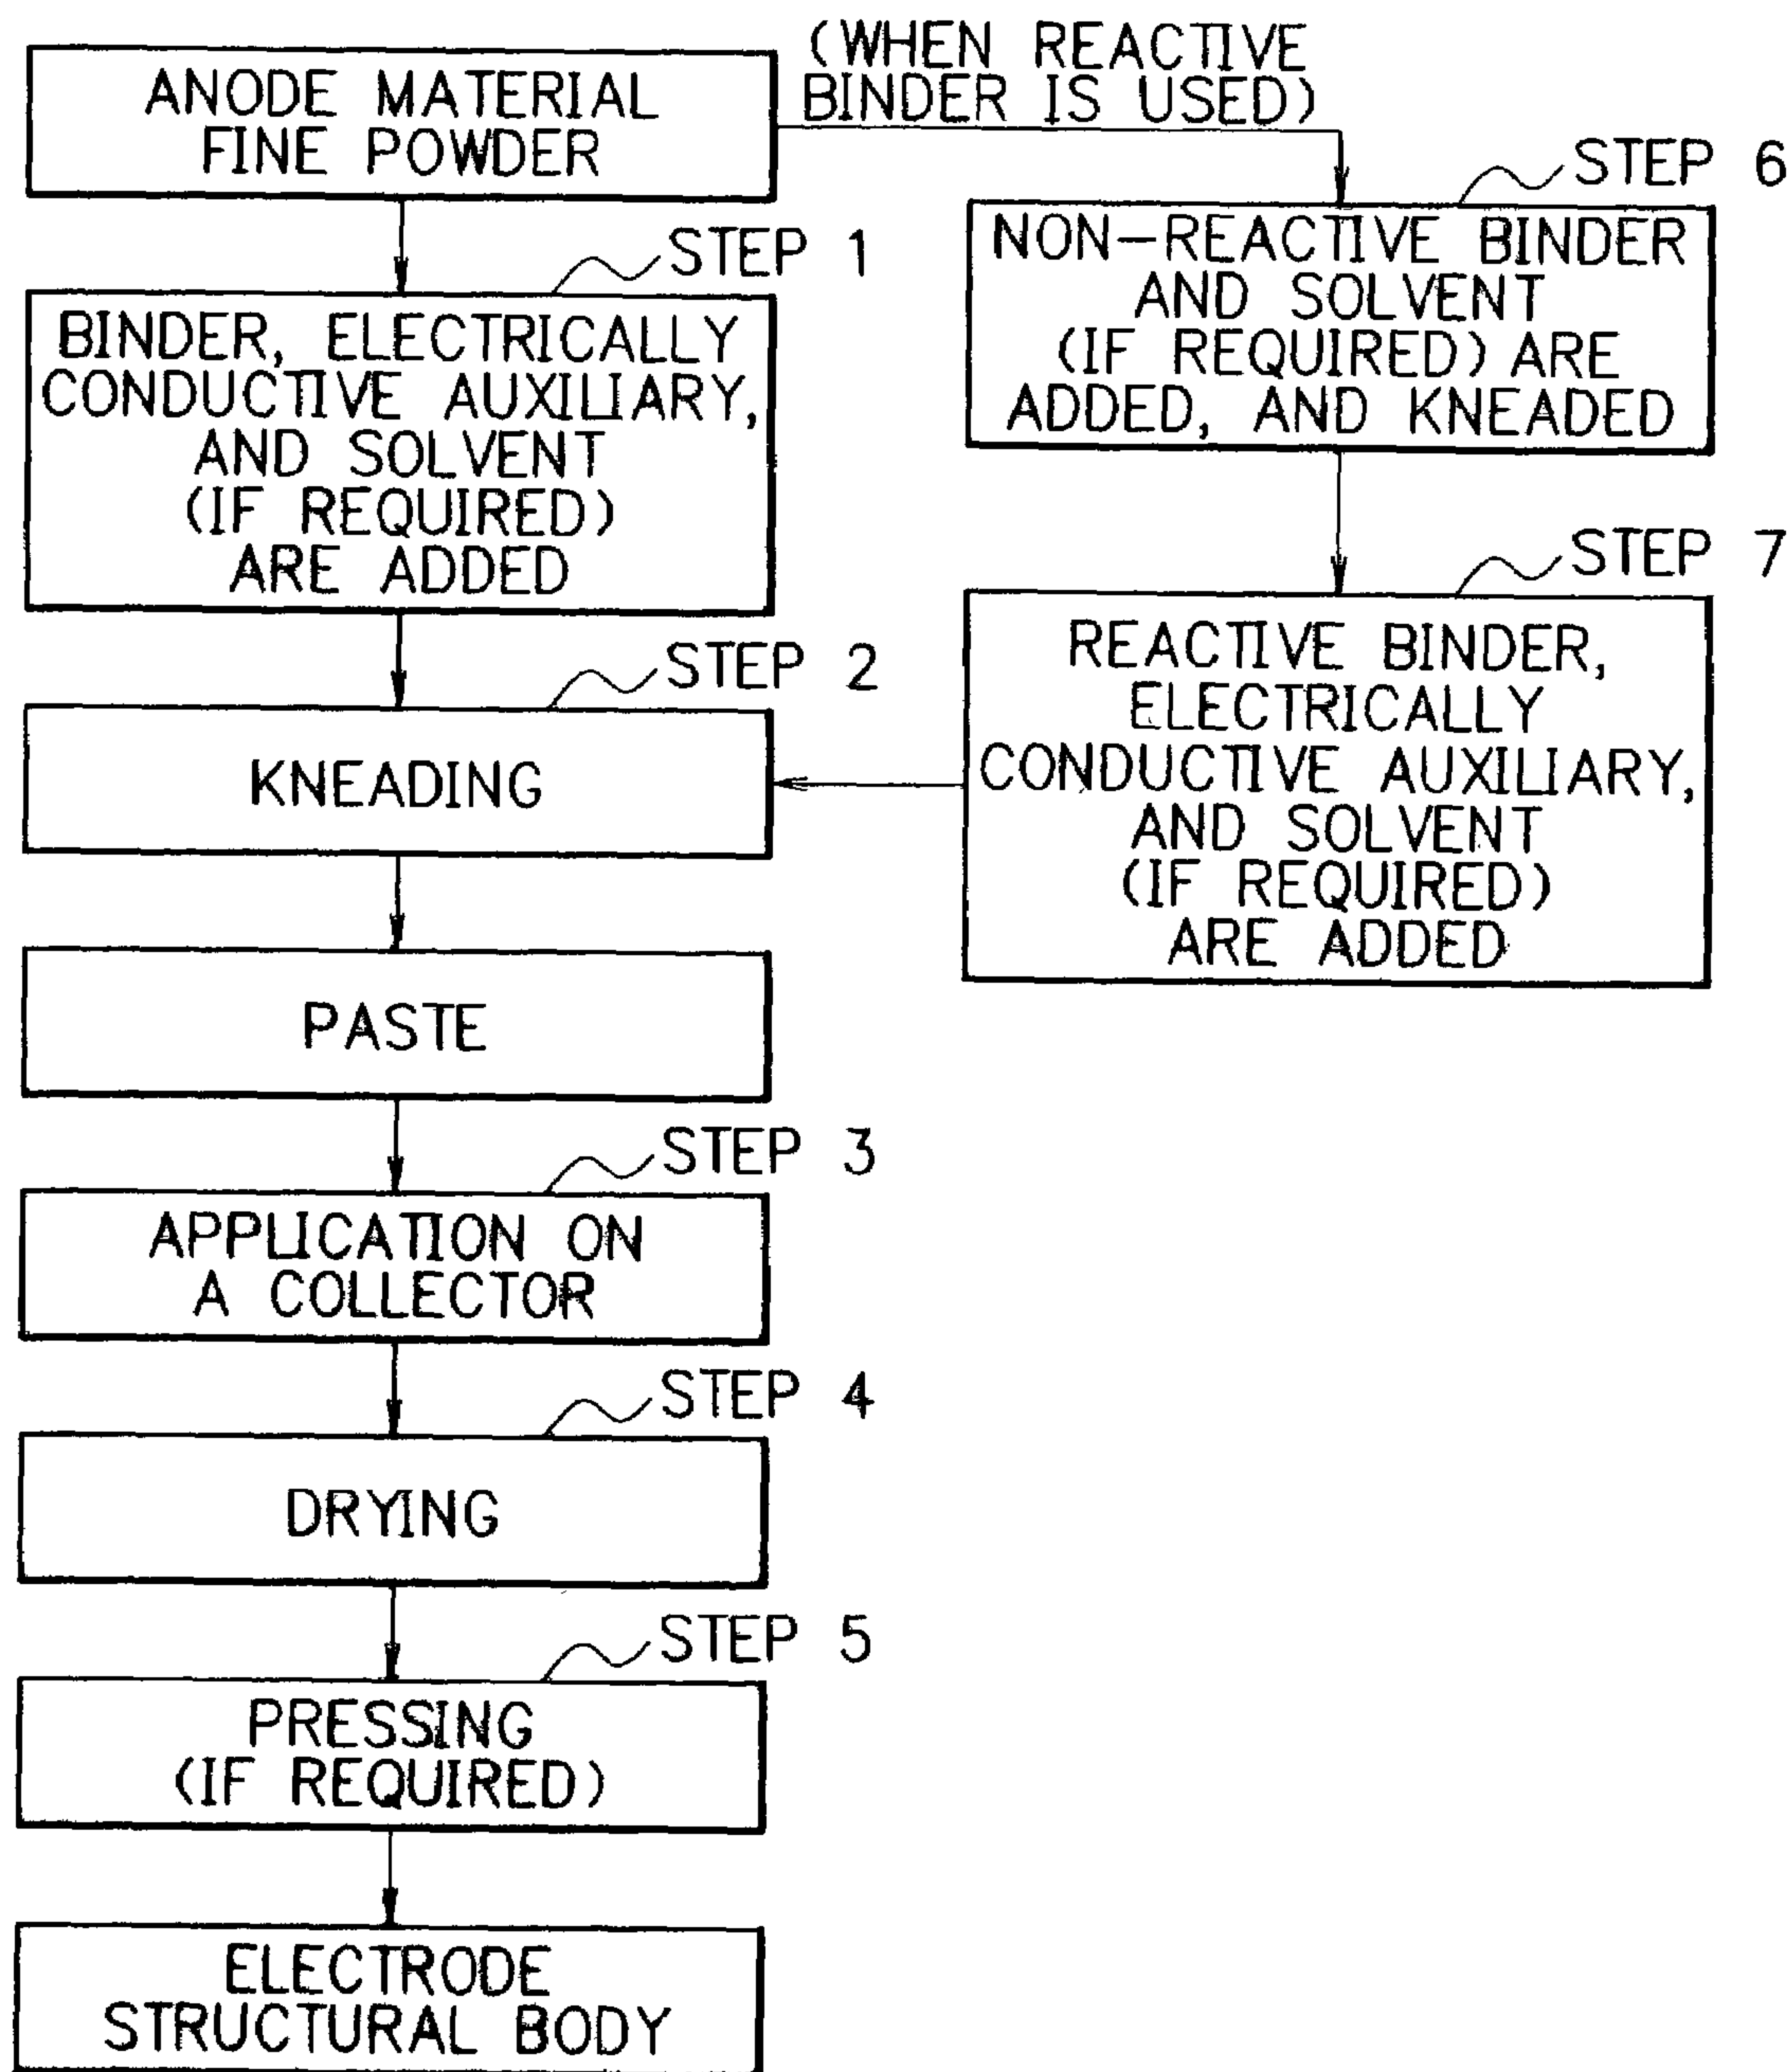 ANODE MATERIAL
FINE POWDER
(WHEN REACTIVE
BINDER IS USED)
STEP 1
BINDER, ELECTRICALLY
CONDUCTIVE AUXILIARY,
AND SOLVENT
(IF REQUIRED)
ARE ADDED
STEP 6
NON-REACTIVE BINDER
AND SOLVENT
(IF REQUIRED) ARE
ADDED, AND KNEADED
STEP 7
REACTIVE BINDER,
ELECTRICALLY
CONDUCTIVE AUXILIARY,
AND SOLVENT
(IF REQUIRED)
ARE ADDED
STEP 2
KNEADING
PASTE
STEP 3
APPLICATION ON
A COLLECTOR
STEP 4
DRYING
STEP 5
PRESSING
(IF REQUIRED)
ELECTRODE
STRUCTURAL BODY